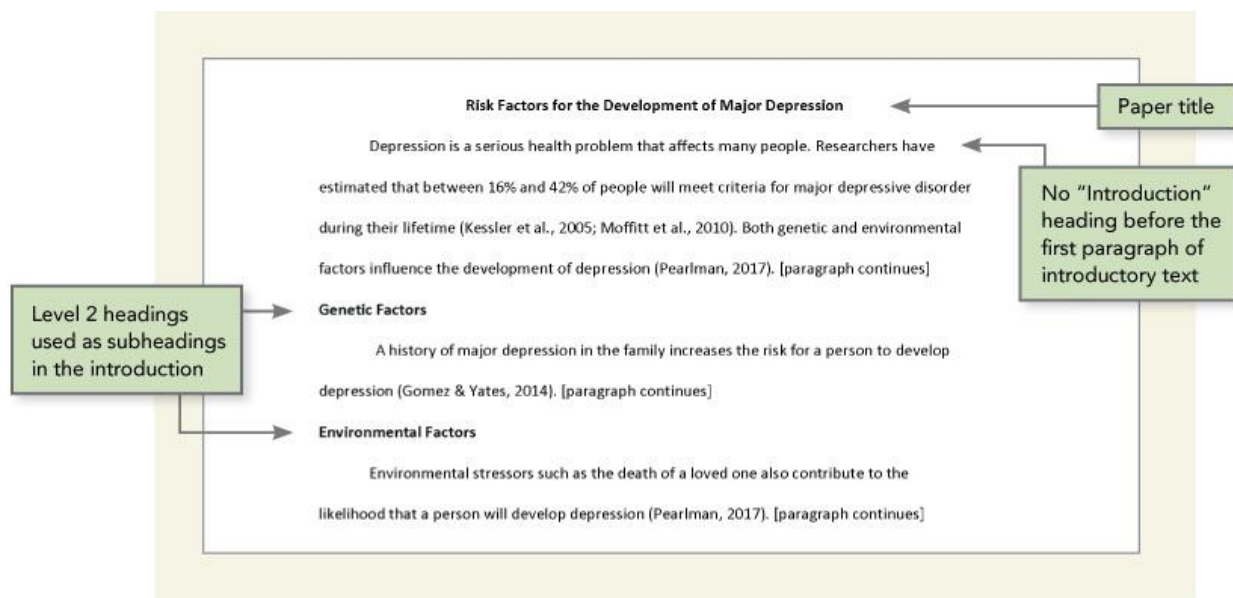 Risk Factors for the Development of Major Depression
Paper title
Depression is a serious health problem that affects many people. Researchers have
estimated that between 16% and 42% of people will meet criteria for major depressive disorder
during their lifetime (Kessler et al., 2005; Moffitt et al., 2010). Both genetic and environmental
factors influence the development of depression (Pearlman, 2017). [paragraph continues]
No “Introduction“
heading before the
first paragraph of
introductory text
Level 2 headings
used as subheadings
in the introduction
Genetic Factors
A history of major depression in the family increases the risk for a person to develop
depression (Gomez & Yates, 2014). [paragraph continues]
Environmental Factors
Environmental stressors such as the death of a loved one also contribute to the
likelihood that a person will develop depression (Pearlman, 2017). [paragraph continues]